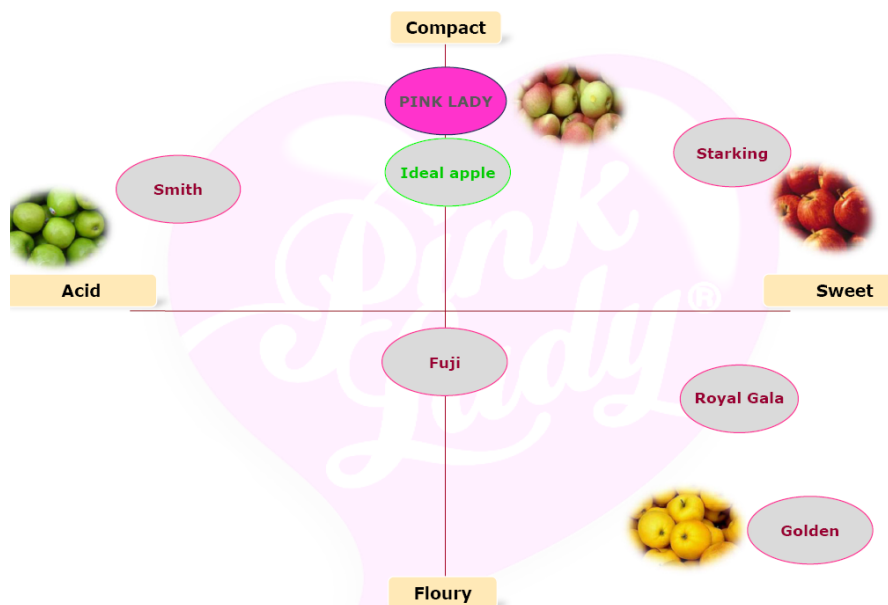 Compact
PINK LADY
Starking
Ideal apple
Smith
Pink
Lady®
Acid
Sweet
Fuji
Royal Gala
Golden
Floury